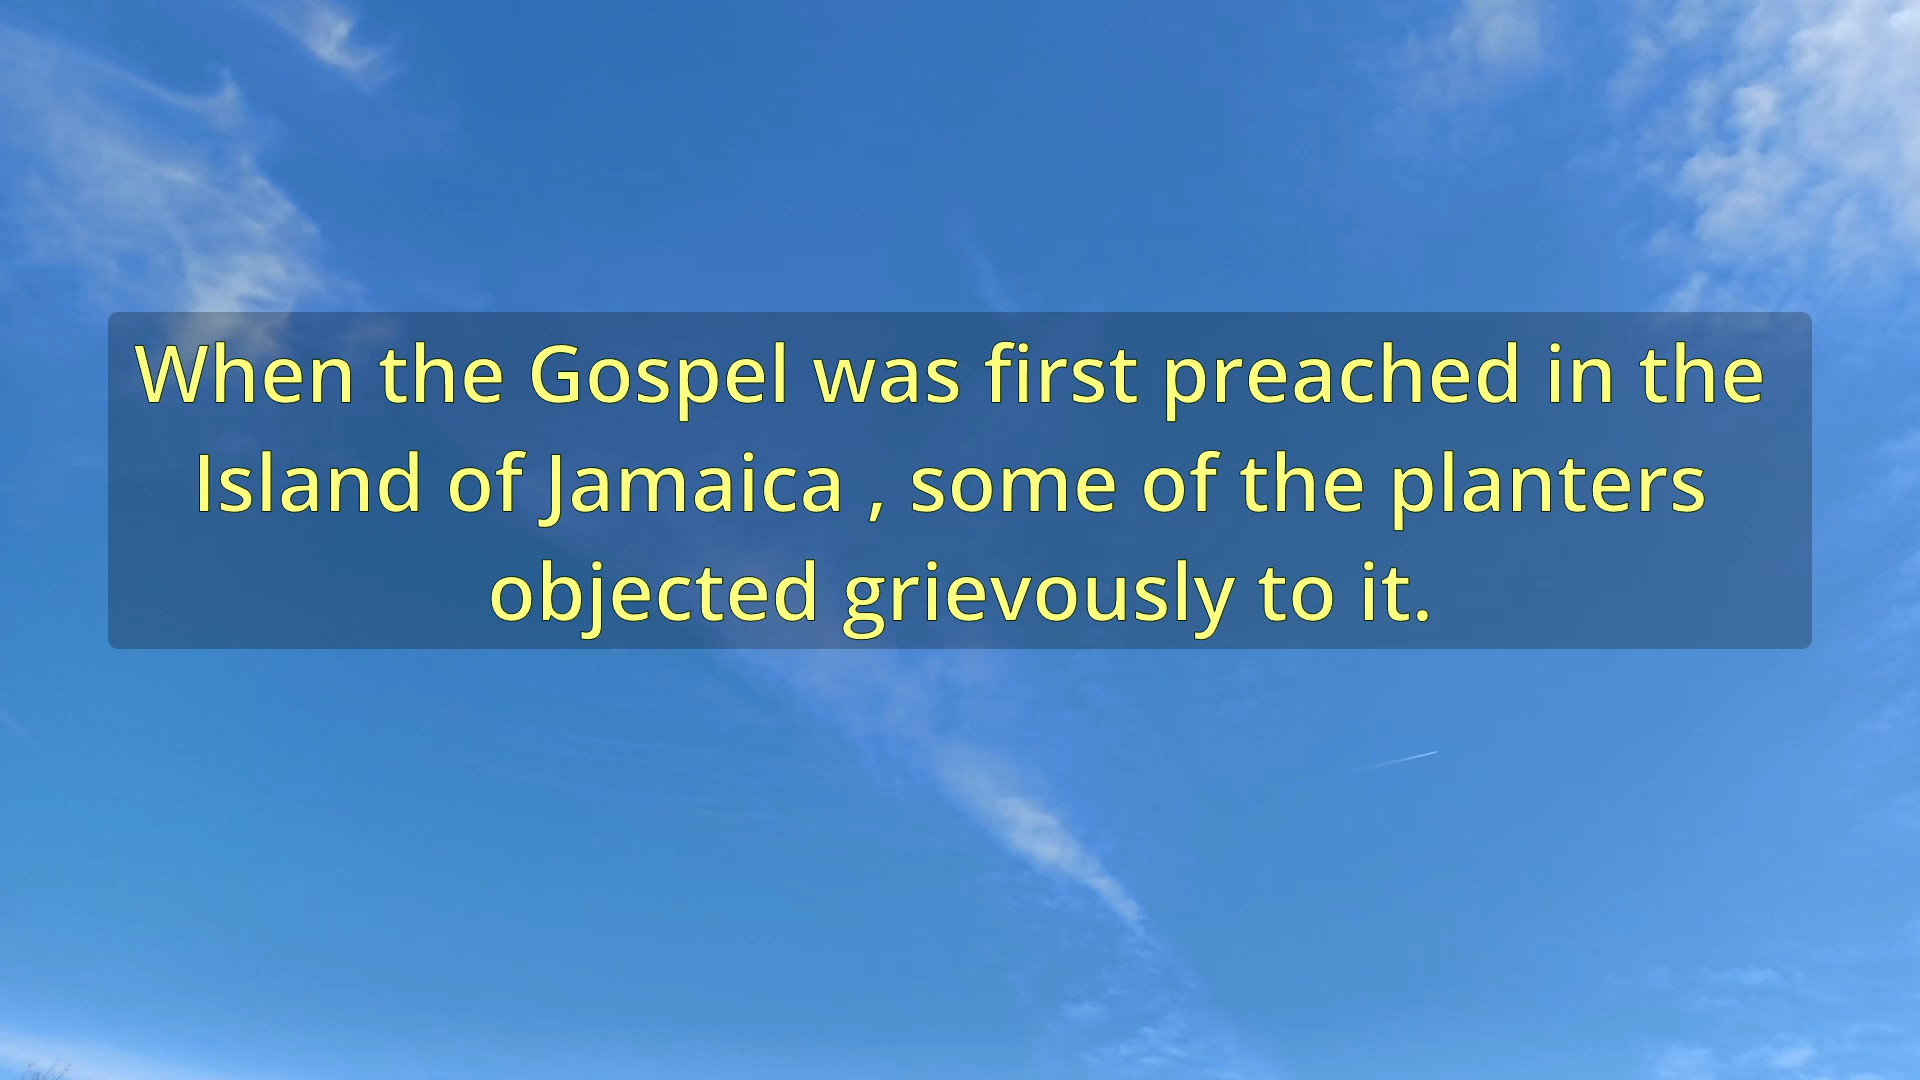 When the Gospel was first preached in the
Island of Jamaica , some of the planters
objected grievously to it.